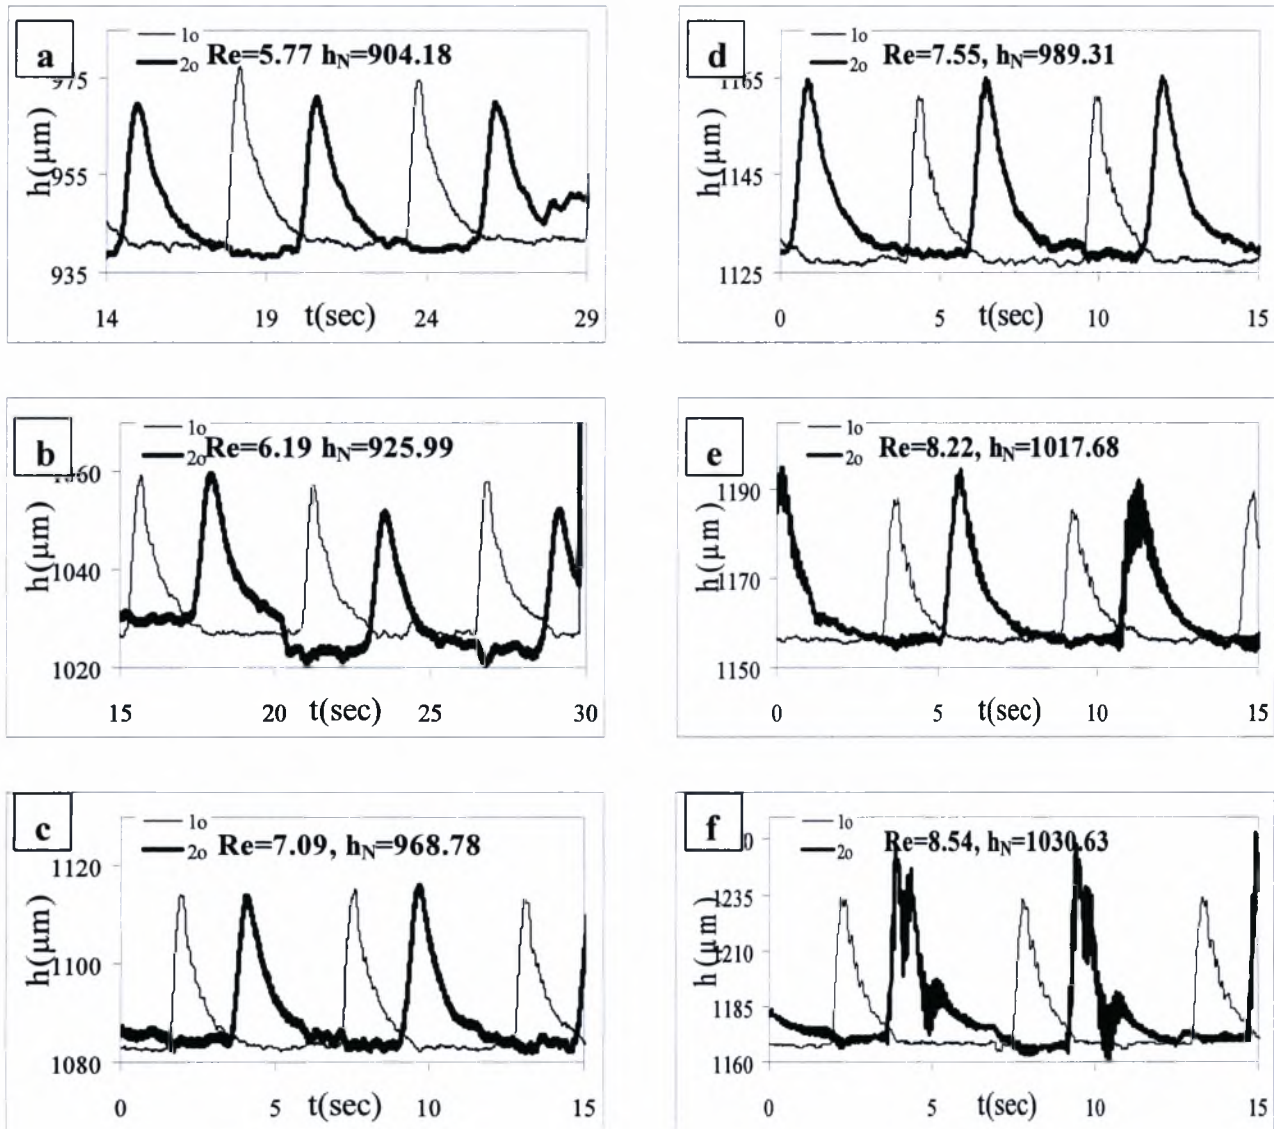 a
1o
2o Re=5.77 hN=904.18
975
955
935
h(μm)
14 19 t(sec) 24 29
d
1o
2o Re=7.55, hN=989.31
1165
1145
1125
h(μm)
0 5 t(sec) 10 15
b
1o
2o Re=6.19 hN=925.99
1060
1040
1020
h(μm)
15 20 t(sec) 25 30
e
1o
2o Re=8.22, hN=1017.68
1190
1170
1150
h(μm)
0 5 t(sec) 10 15
c
1o
2o Re=7.09, hN=968.78
1120
1100
1080
h(μm)
0 5 t(sec) 10 15
f
1o
2o Re=8.54, hN=1030.63
1235
1210
1185
1160
h(μm)
0 5 t(sec) 10 15